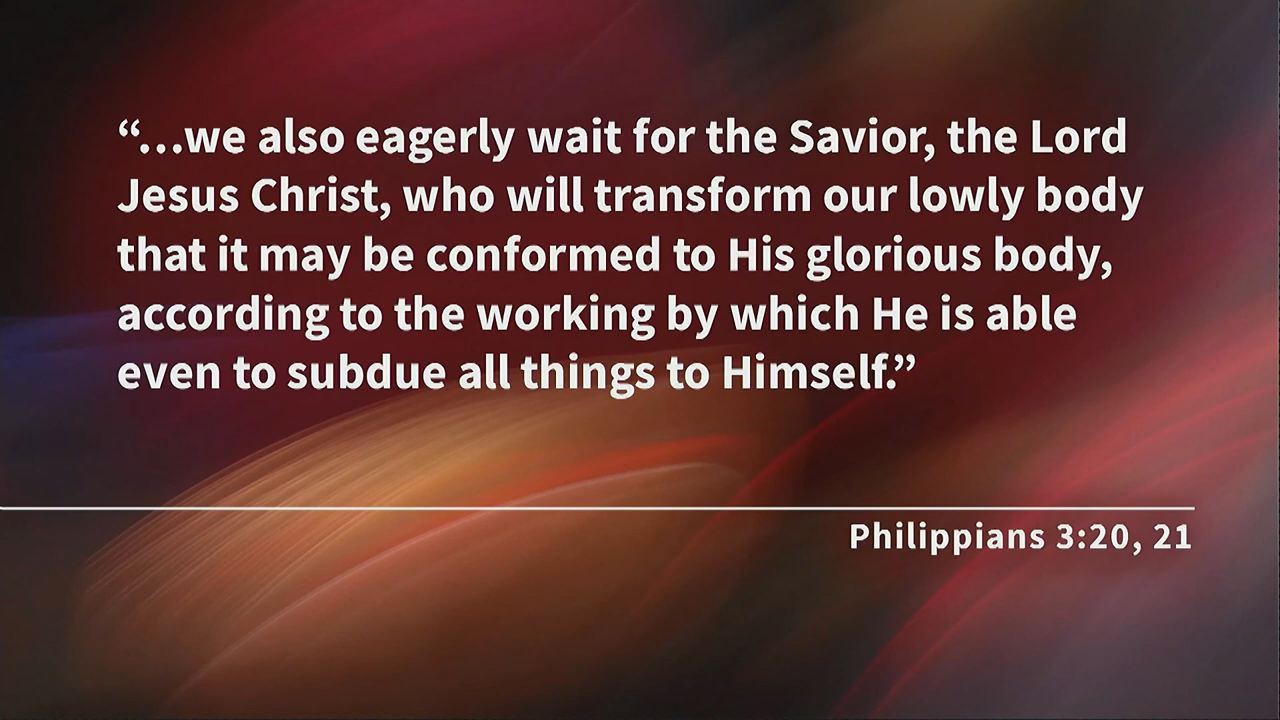 “…we also eagerly wait for the Savior, the Lord
Jesus Christ, who will transform our lowly body
that it may be conformed to His glorious body,
according to the working by which He is able
even to subdue all things to Himself.”
Philippians 3:20, 21